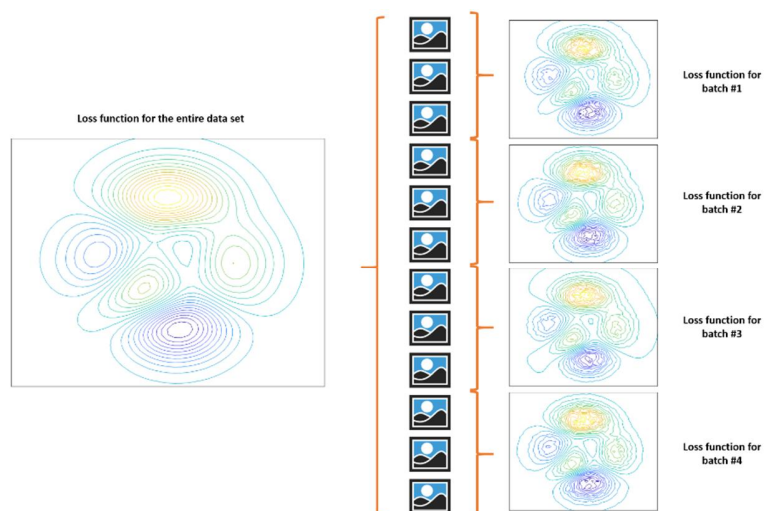 Loss function for the entire data set
Loss function for
batch #1
Loss function for
batch #2
Loss function for
batch #3
Loss function for
batch #4